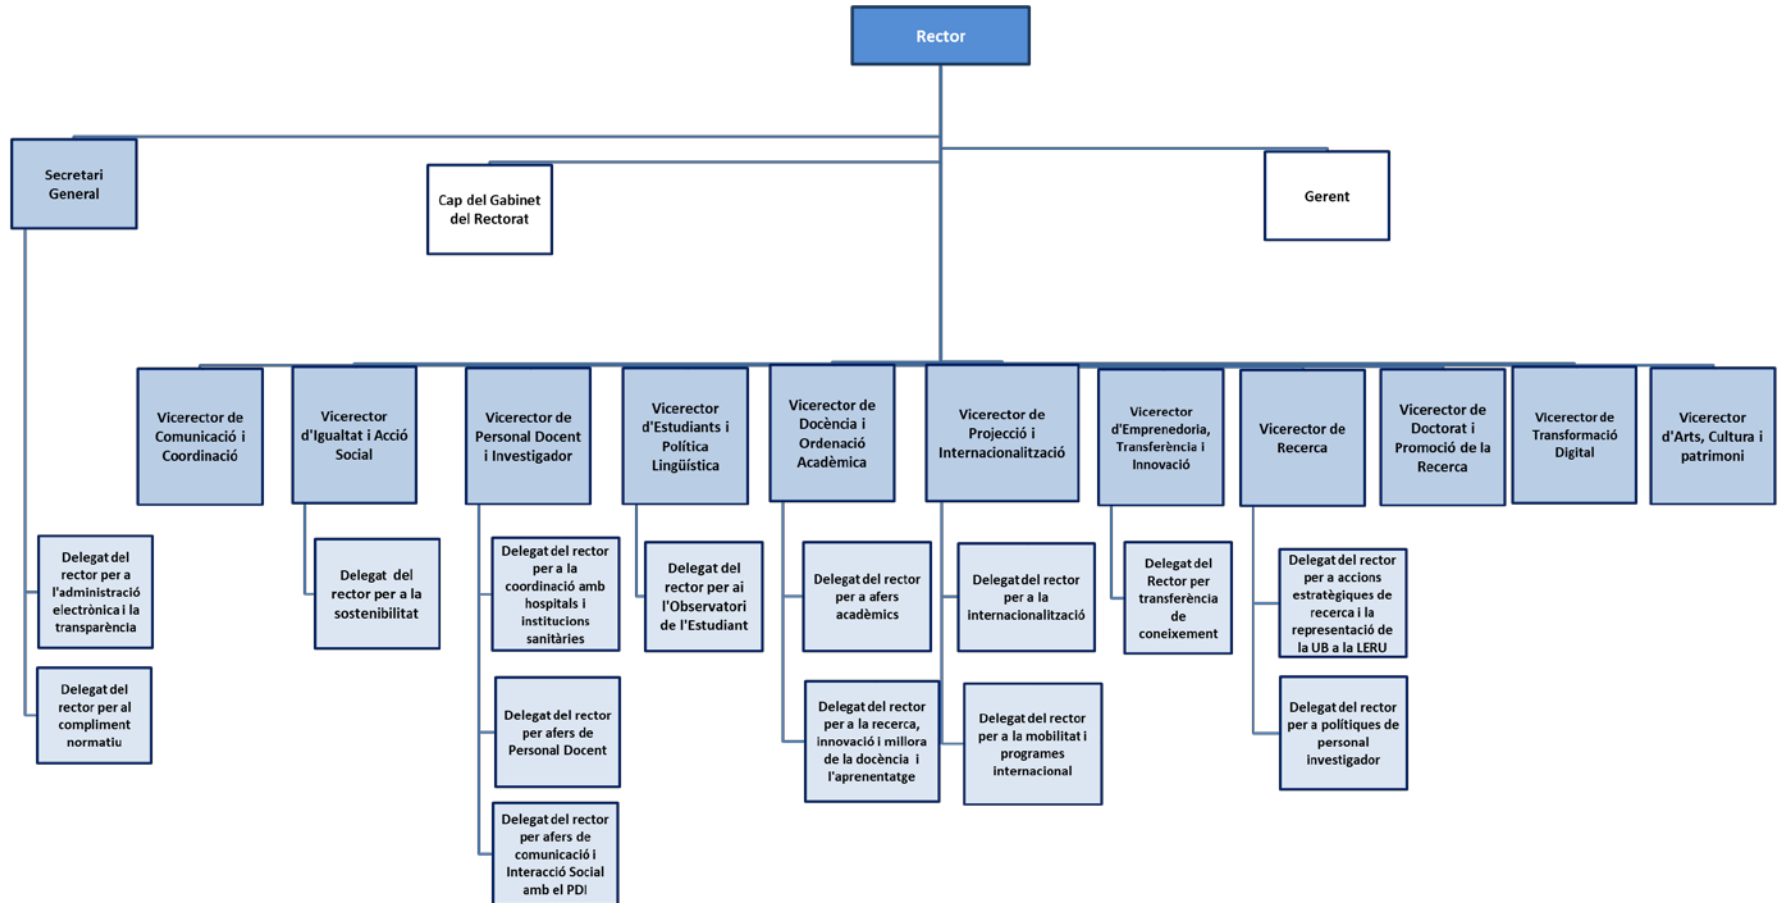 Rector
Secretari
General
Cap del Gabinet
del Rectorat
Gerent
Vicerector de
Comunicació i
Coordinació
Vicerector
d'Igualtat i Acció
Social
Vicerector de
Personal Docent
i Investigador
Vicerector
d'Estudiants i
Política
Lingüística
Vicerector de
Docència i
Ordenació
Acadèmica
Vicerector de
Projecció i
Internacionalització
Vicerector
d'Emprenedoria,
Transferència i
Innovació
Vicerector de
Recerca
Vicerector de
Doctorat i
Promoció de la
Recerca
Vicerector de
Transformació
Digital
Vicerector
d'Arts, Cultura i
patrimoni
Delegat del
rector per a
l'administració
electrònica i la
transparència
Delegat del
rector per al
compliment
normatiu
Delegat del
rector per a la
sostenibilitat
Delegat del rector
per a la
coordinació amb
hospitals i
institucions
sanitàries
Delegat del rector
per afers de
Personal Docent
Delegat del rector
per afers de
comunicació i
Interacció Social
amb el PDI
Delegat del
rector per ai
l'Observatori
de l'Estudiant
Delegat del rector
per a afers
acadèmics
Delegat del rector
per a la recerca,
innovació i millora
de la docència i
l'aprenentatge
Delegat del rector
per a la
internacionalització
Delegat del rector
per a la mobilitat i
programes
internacional
Delegat del
Rector per
transferència
de
coneixement
Delegat del rector
per a accions
estratègiques de
recerca i la
representació de
la UB a la LERU
Delegat del rector
per a polítiques de
personal
investigador